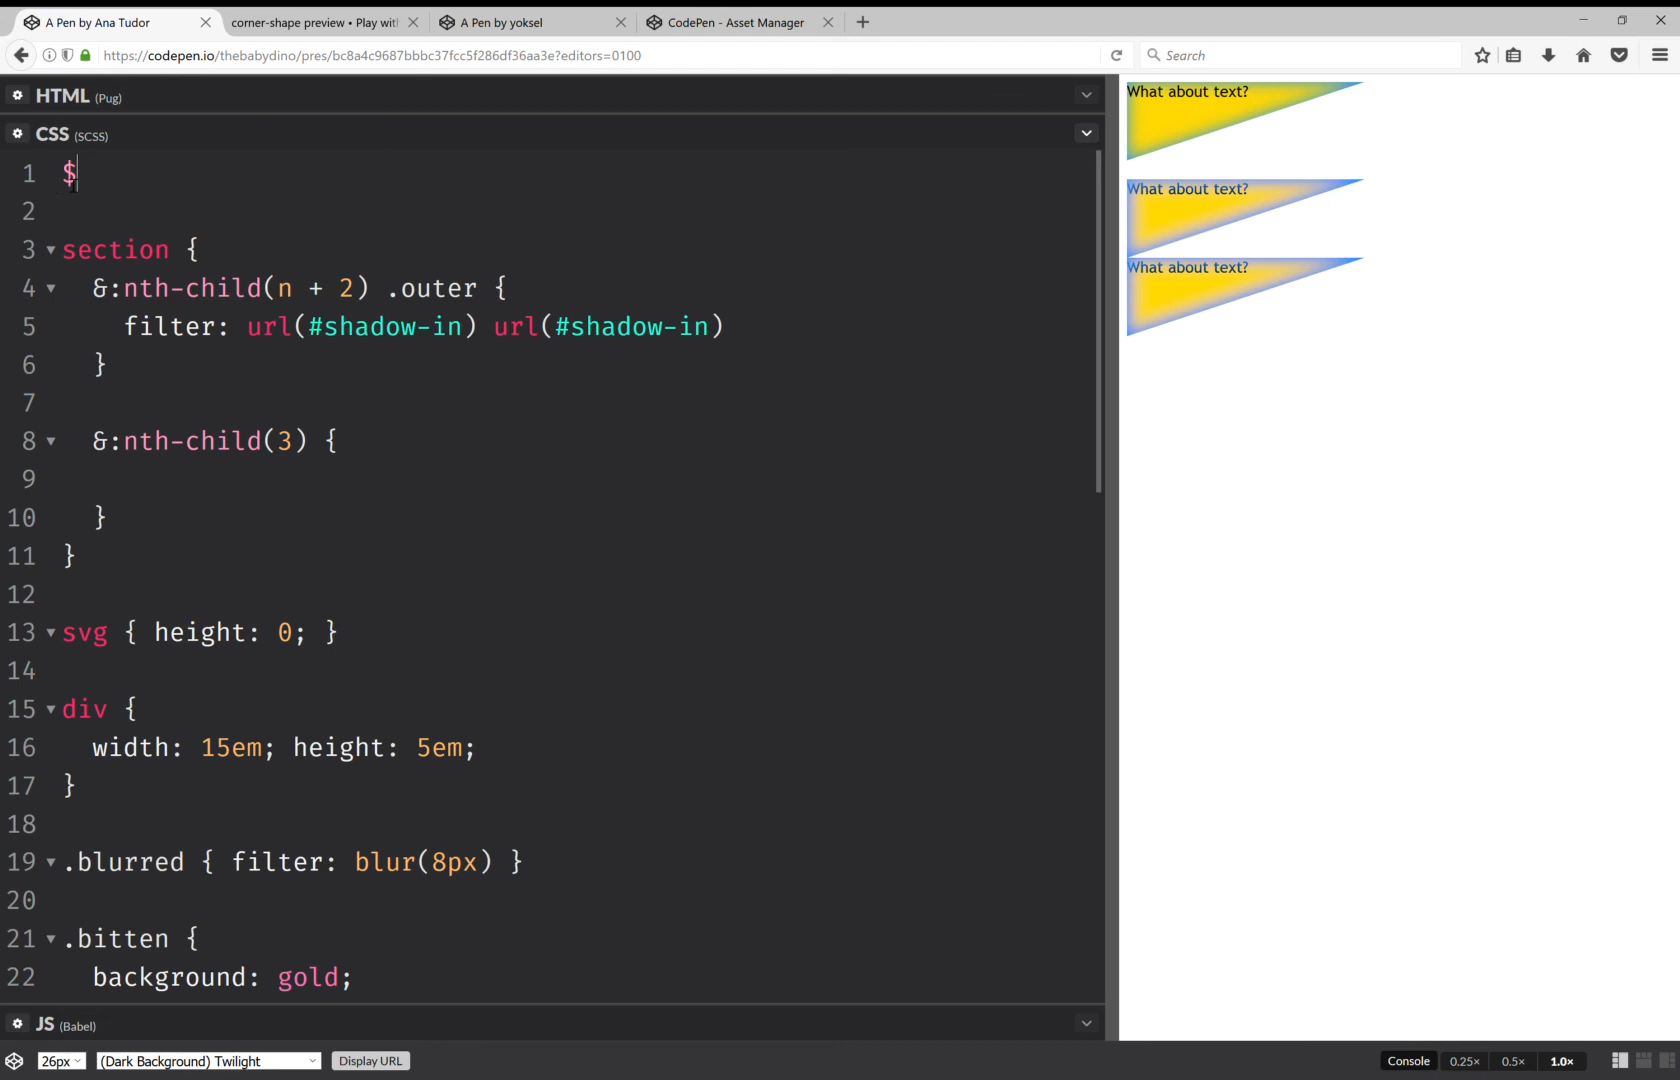 A Pen by Ana Tudor
corner-shape preview • Play wit
A Pen by yoksel
CodePen - Asset Manager
https://codepen.io/thebabydino/pres/bc8a4c9687bbbc37fcc5f286df36aa3e?editors=0100
Search
HTML (Pug)
CSS (SCSS)
1 $
2
3 section {
4 &:nth-child(n + 2) .outer {
5 filter: url(#shadow-in) url(#shadow-in)
6 }
7
8 &:nth-child(3) {
9
10 }
11 }
12
13 svg { height: 0; }
14
15 div {
16 width: 15em; height: 5em;
17 }
18
19 .blurred { filter: blur(8px) }
20
21 .bitten {
22 background: gold;
What about text?
What about text?
What about text?
JS (Babel)
26px
(Dark Background) Twilight
Display URL
Console
0.25×
0.5×
1.0×